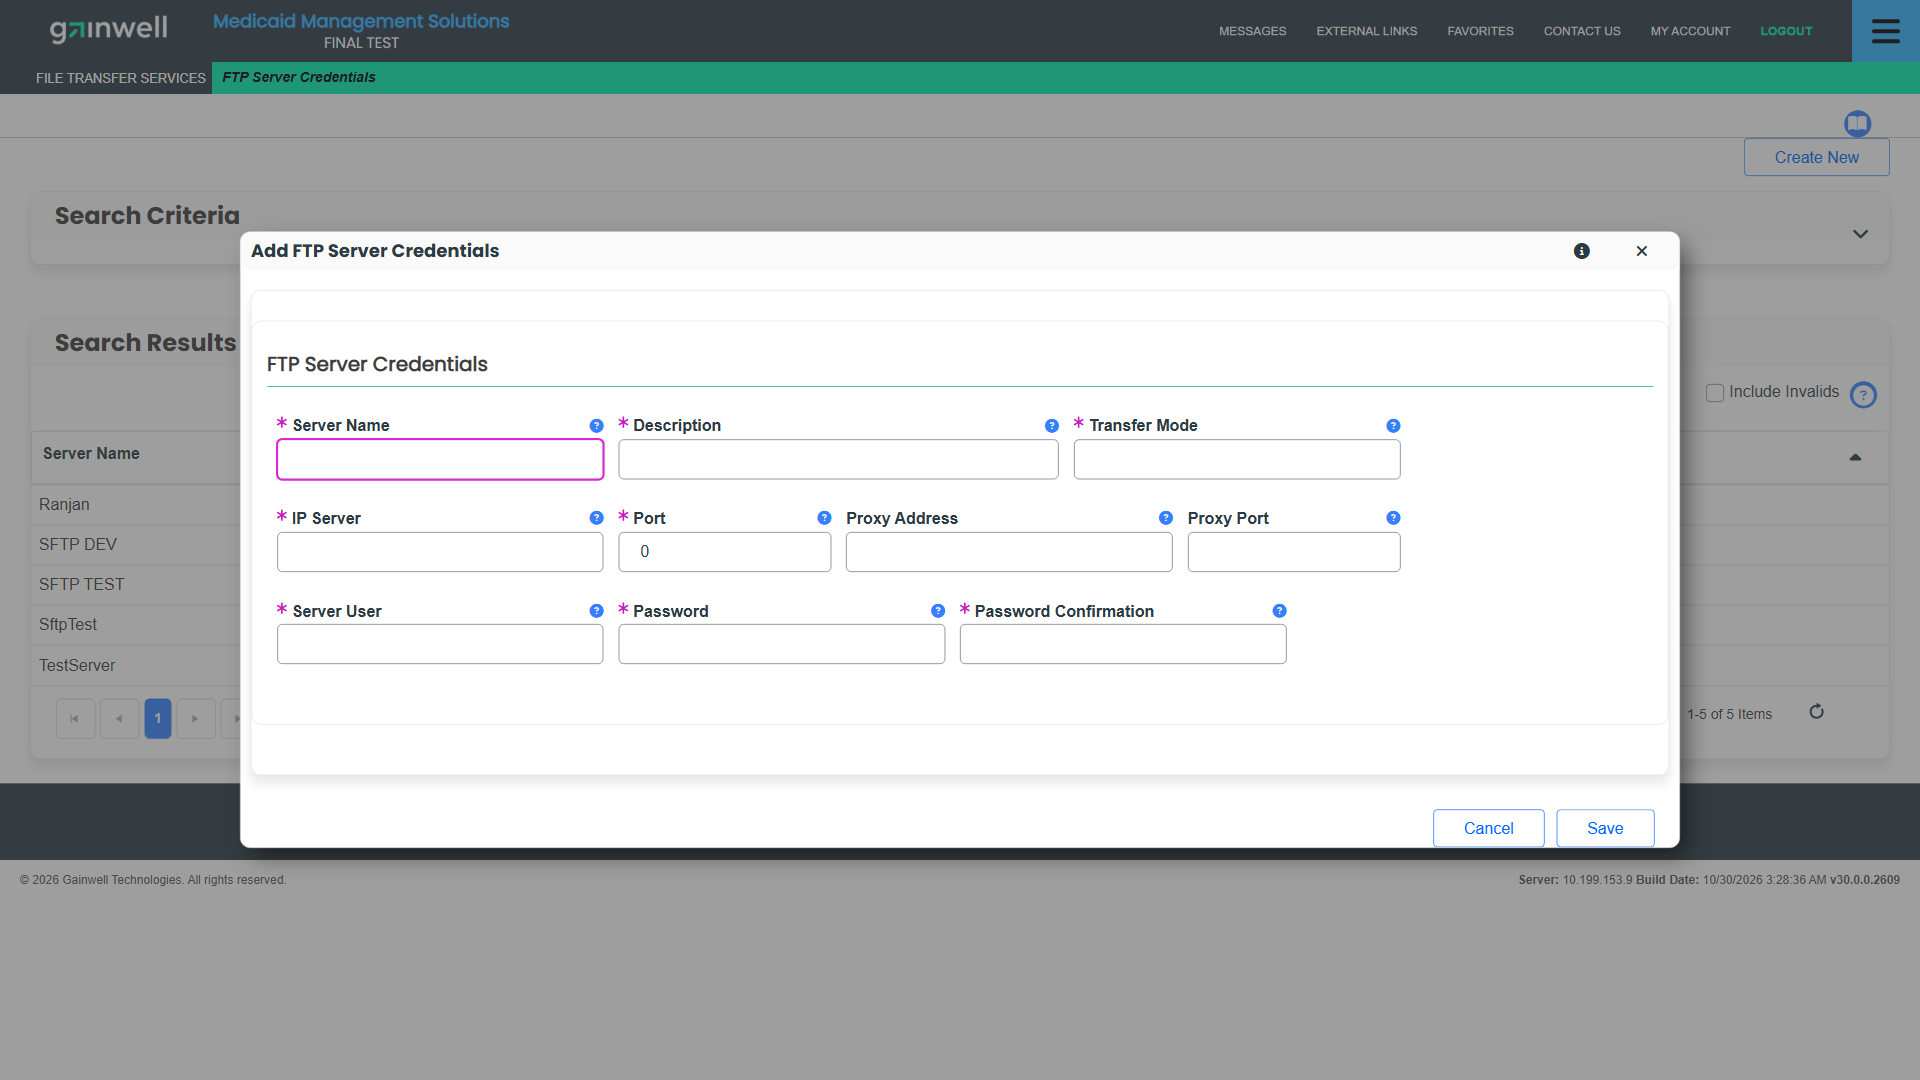 gainwell
Medicaid Management Solutions
FINAL TEST
MESSAGES
EXTERNAL LINKS
FAVORITES
CONTACT US
MY ACCOUNT
LOGOUT
FILE TRANSFER SERVICES
FTP Server Credentials
Create New
Search Criteria
Search Results
Include Invalids
?
Server Name
Ranjan
SFTP DEV
SFTP TEST
SftpTest
TestServer
1
1-5 of 5 Items
Add FTP Server Credentials
FTP Server Credentials
* Server Name ?
* Description ?
* Transfer Mode ?
* IP Server ?
* Port ?
0
Proxy Address ?
Proxy Port ?
* Server User ?
* Password ?
* Password Confirmation ?
Cancel
Save
© 2026 Gainwell Technologies. All rights reserved.
Server: 10.199.153.9 Build Date: 10/30/2026 3:28:36 AM v30.0.0.2609